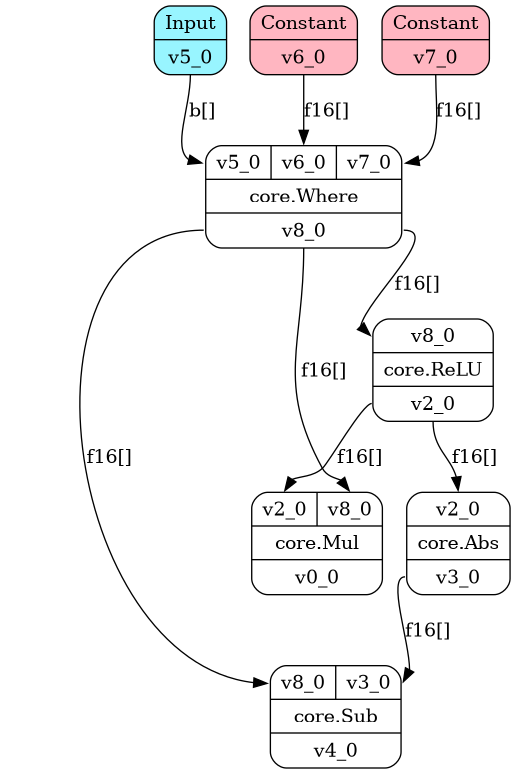 Input
v5_0
Constant
v6_0
Constant
v7_0
b[]
f16[]
f16[]
v5_0 v6_0 v7_0
core.Where
v8_0
f16[]
v8_0
core.ReLU
v2_0
f16[]
f16[]
f16[]
f16[]
v2_0 v8_0
core.Mul
v0_0
v2_0
core.Abs
v3_0
f16[]
v8_0 v3_0
core.Sub
v4_0